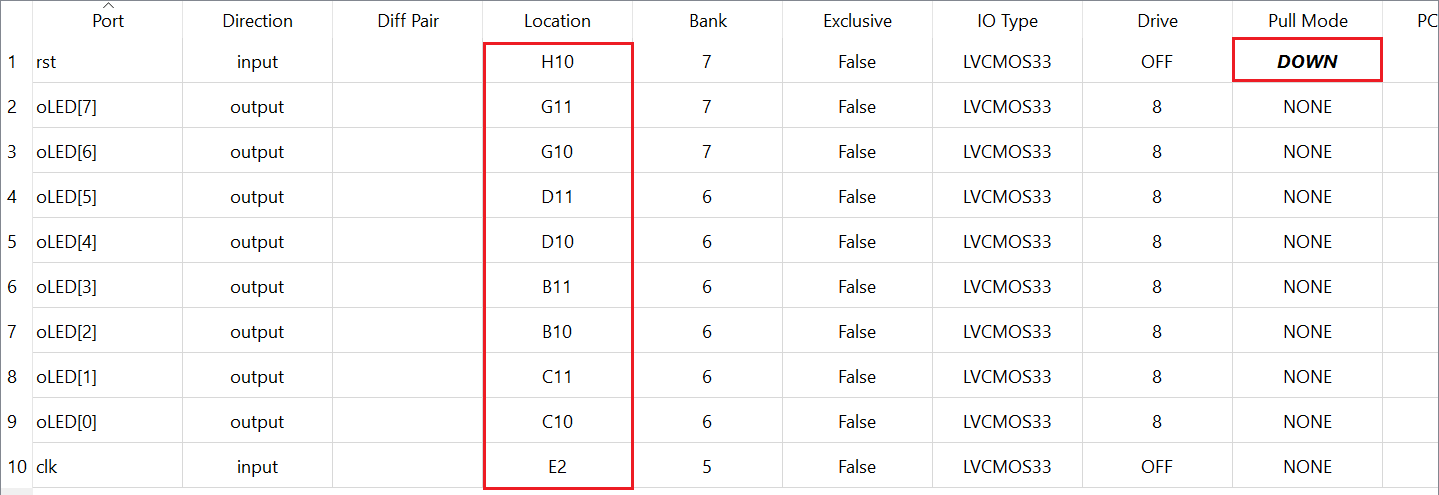 Port Direction Diff Pair Location Bank Exclusive IO Type Drive Pull Mode PC
1 rst input H10 7 False LVCMOS33 OFF DOWN
2 oLED[7] output G11 7 False LVCMOS33 8 NONE
3 oLED[6] output G10 7 False LVCMOS33 8 NONE
4 oLED[5] output D11 6 False LVCMOS33 8 NONE
5 oLED[4] output D10 6 False LVCMOS33 8 NONE
6 oLED[3] output B11 6 False LVCMOS33 8 NONE
7 oLED[2] output B10 6 False LVCMOS33 8 NONE
8 oLED[1] output C11 6 False LVCMOS33 8 NONE
9 oLED[0] output C10 6 False LVCMOS33 8 NONE
10 clk input E2 5 False LVCMOS33 OFF NONE